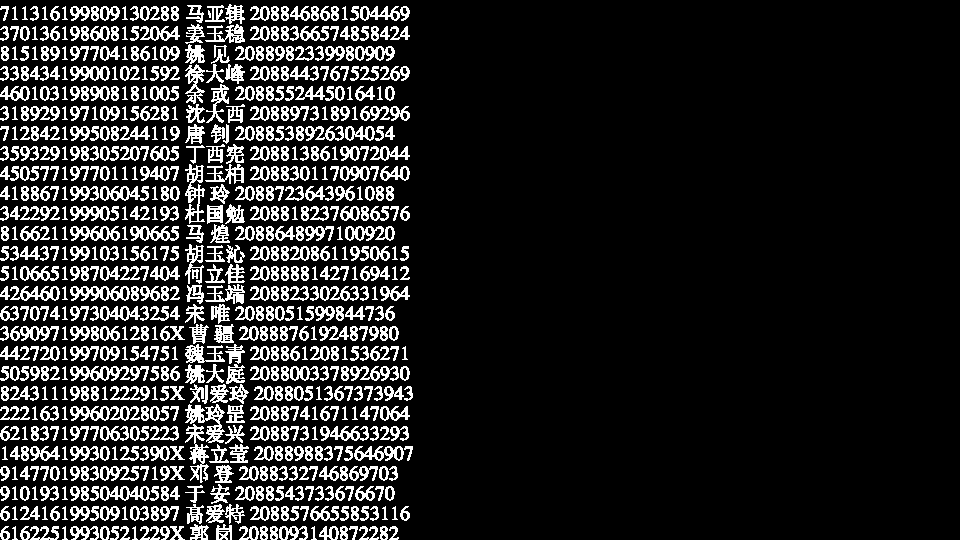 711316199809130288 马亚辑 2088468681504469
370136198608152064 姜玉稳 2088366574858424
815189197704186109 姚 见 2088982339980909
338434199001021592 徐大峰 2088443767525269
460103198908181005 余 或 2088552445016410
318929197109156281 沈大西 2088973189169296
712842199508244119 唐 钊 2088538926304054
359329198305207605 丁酉宪 2088138619072044
450577197701119407 胡玉柏 2088301170907640
418867199306045180 钟 玲 2088723643961088
342292199905142193 杜国勉 2088182376086576
816621199606190665 马 煌 2088648997100920
534437199103156175 胡玉沁 2088208611950615
510665198704227404 何立佳 2088881427169412
426460199906089682 冯玉端 2088233026331964
637074197304043254 宋 唯 2088051599844736
36909719980612816X 曹 疆 2088876192487980
442720199709154751 魏玉青 2088612081536271
505982199609297586 姚大庭 2088003378926930
82431119881222915X 刘爱玲 2088051367373943
222163199602028057 姚玲罡 2088741671147064
621837197706305223 宋爱兴 2088731946633293
14896419930125390X 蒋立莹 2088988375646907
91477019830925719X 邓 登 2088332746869703
910193198504040584 于 安 2088543733676670
612416199509103897 高爱特 2088576655853116
61622519930521229X 郭 岗 2088093140872282